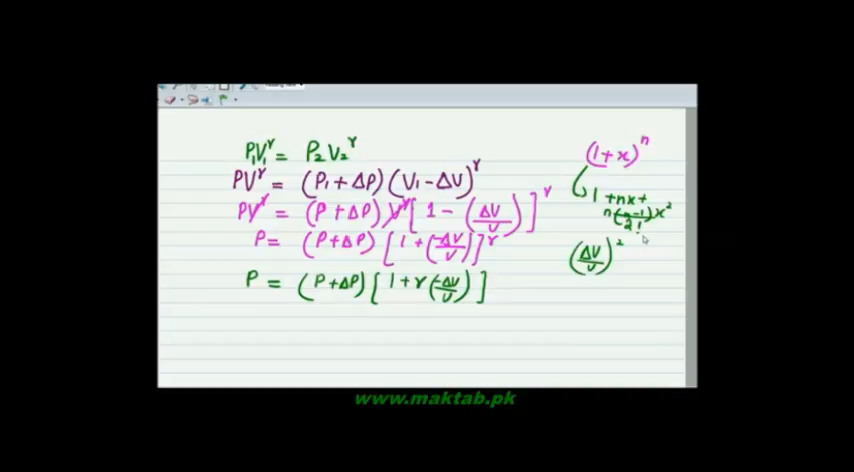 P₁V₁^γ = P₂V₂^γ
PV^γ = (P₁ + ΔP) (V₁ - ΔV)^γ
PV^γ = (P + ΔP) V^γ [1 - (ΔV/V)]^γ
P = (P + ΔP) [1 + (-ΔV/V)]^γ
P = (P + ΔP) [1 + γ (-ΔV/V)]
(1 + x)^n
1 + nx +
n(n-1)/2! x²
(ΔV/V)²
www.maktab.pk